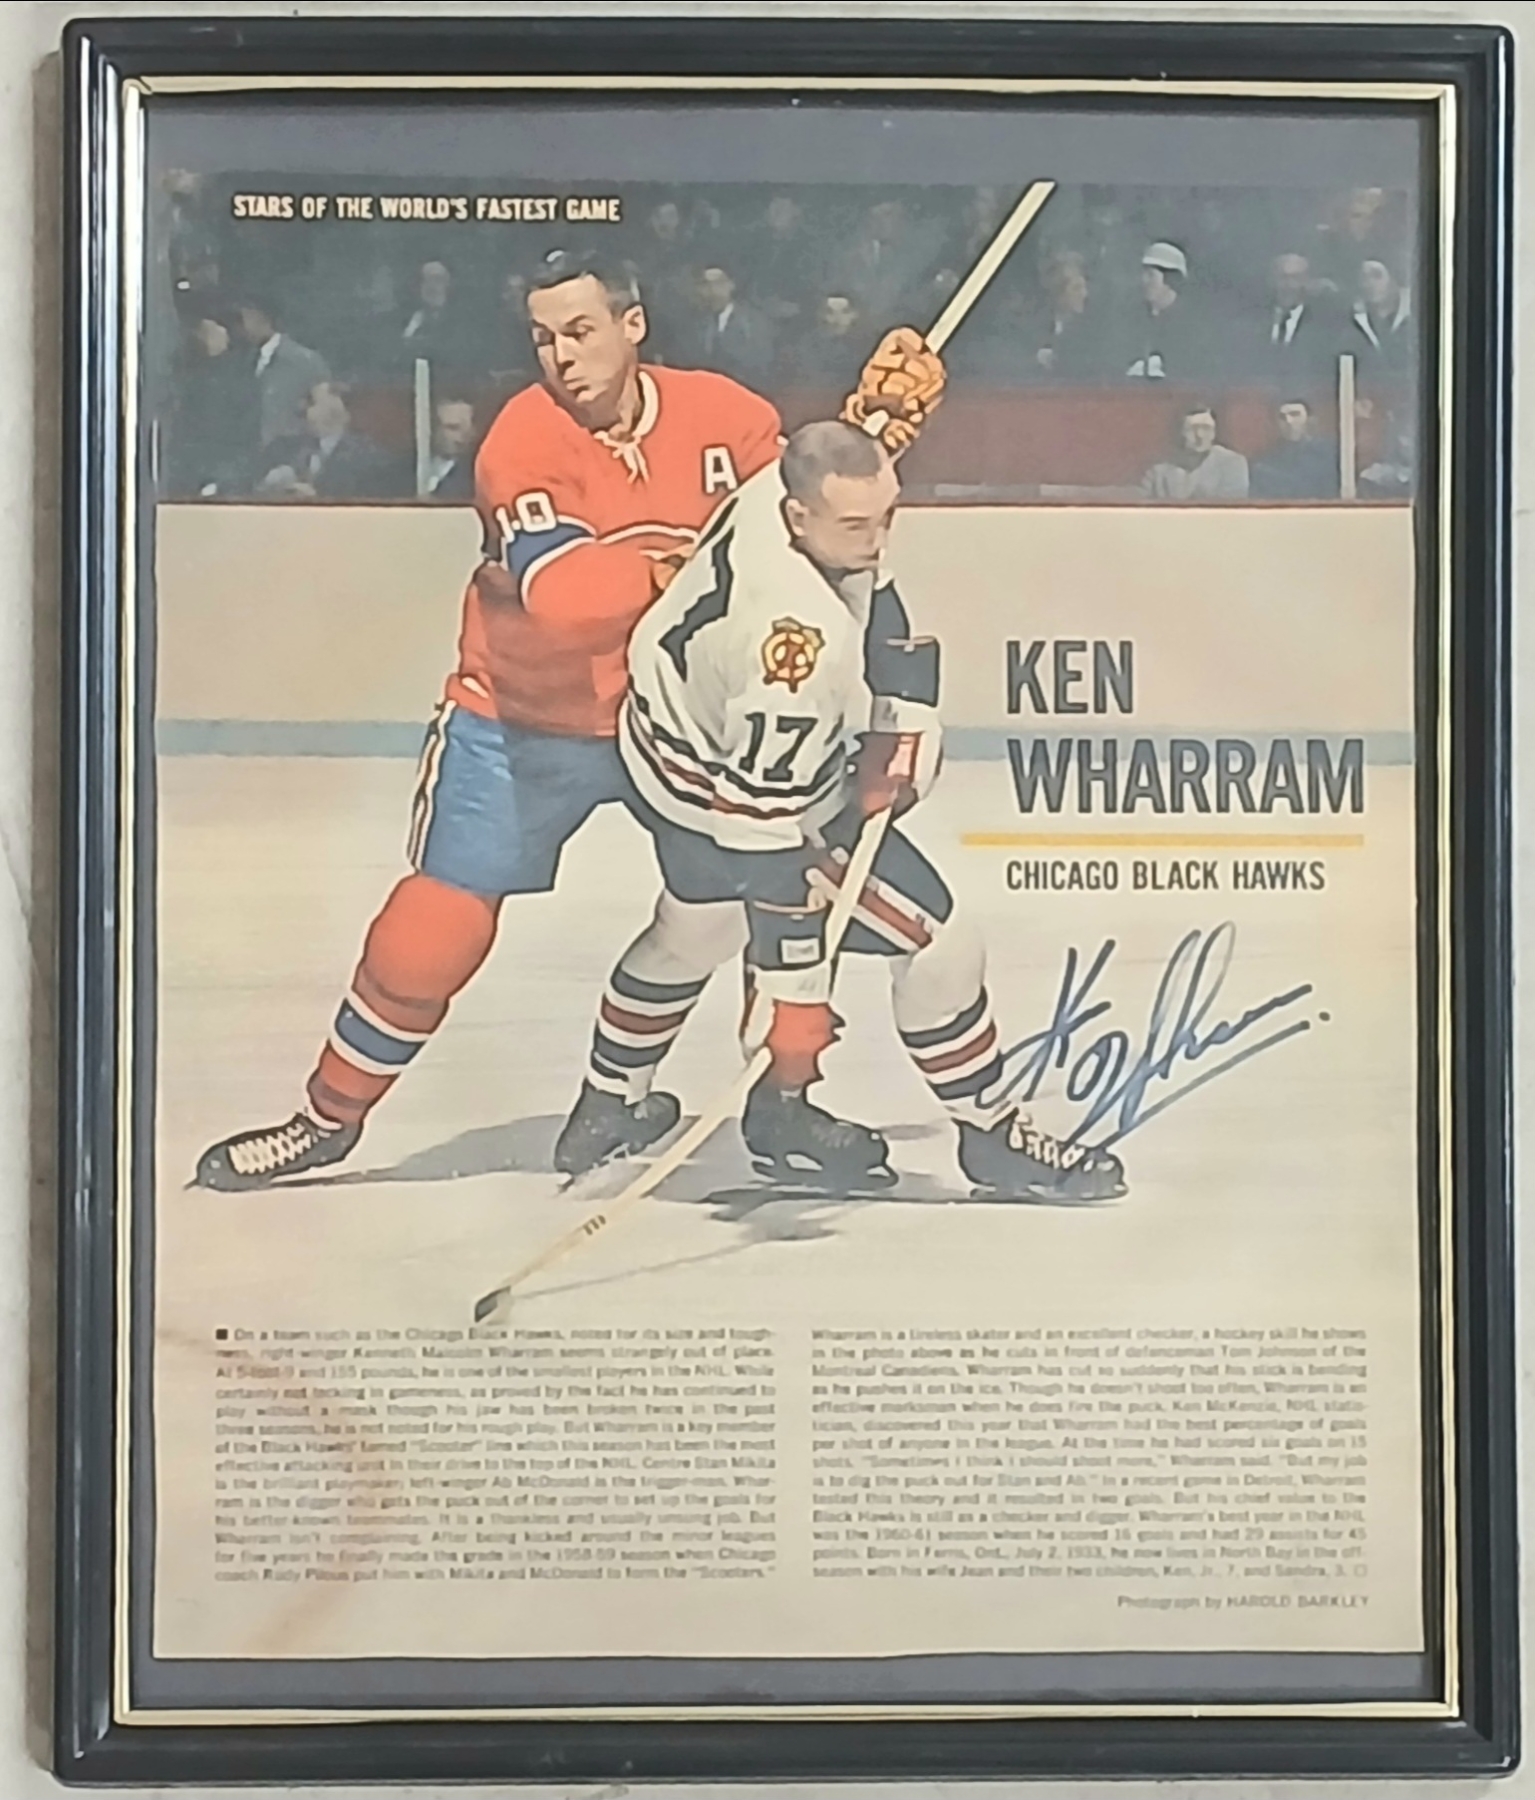 STARS OF THE WORLD'S FASTEST GAME
A
10
17
KEN
WHARRAM
CHICAGO BLACK HAWKS
■ On a team such as the Chicago Black Hawks, noted for its size and tough-
ness, right-winger Kenneth Malcolm Wharram seems strangely out of place.
At 5-foot-9 and 155 pounds, he is one of the smallest players in the NHL. While
certainly not lacking in gameness, as proved by the fact he has continued to
play without a mask though his jaw has been broken twice in the past
three seasons, he is not noted for his rough play. But Wharram is a key member
of the Black Hawks' famed "Scooter" line which this season has been the most
effective attacking unit in their drive to the top of the NHL. Centre Stan Mikita
is the brilliant playmaker; left-winger Ab McDonald is the trigger-man. Whar-
ram is the digger who gets the puck out of the corner to set up the goals for
his better-known teammates. It is a thankless and usually unsung job. But
Wharram isn't complaining. After being kicked around the minor leagues
for five years he finally made the grade in the 1958-59 season when Chicago
coach Rudy Pilous put him with Mikita and McDonald to form the "Scooters."
Wharram is a tireless skater and an excellent checker, a hockey skill he shows
in the photo above as he cuts in front of defenceman Tom Johnson of the
Montreal Canadiens. Wharram has cut so suddenly that his stick is bending
as he pushes it on the ice. Though he doesn't shoot too often, Wharram is an
effective marksman when he does fire the puck. Ken McKenzie, NHL statis-
tician, discovered this year that Wharram had the best percentage of goals
per shot of anyone in the league. At the time he had scored six goals on 15
shots. "Sometimes I think I should shoot more," Wharram said. "But my job
is to dig the puck out for Stan and Ab." In a recent game in Detroit, Wharram
tested this theory and it resulted in two goals. But his chief value to the
Black Hawks is still as a checker and digger. Wharram's best year in the NHL
was the 1960-61 season when he scored 16 goals and had 29 assists for 45
points. Born in Ferris, Ont., July 2, 1933, he now lives in North Bay in the off-
season with his wife Jean and their two children, Ken, Jr., 7, and Sandra, 3. □
Photograph by HAROLD BARKLEY